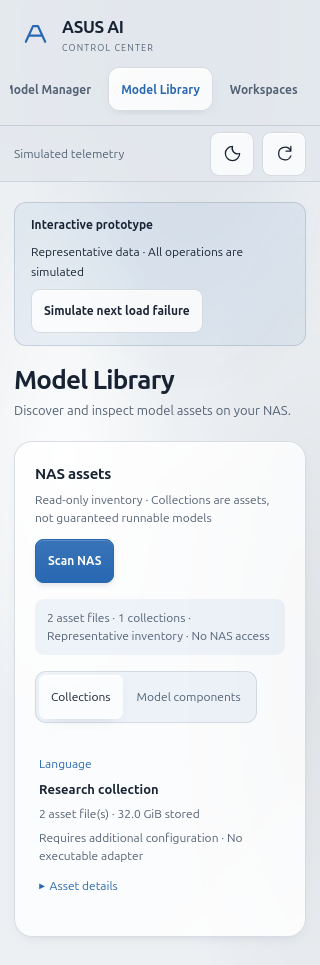 ASUS AI
CONTROL CENTER
Model Manager Model Library Workspaces
Simulated telemetry
Interactive prototype
Representative data · All operations are
simulated
Simulate next load failure
Model Library
Discover and inspect model assets on your NAS.
NAS assets
Read-only inventory · Collections are assets,
not guaranteed runnable models
Scan NAS
2 asset files · 1 collections ·
Representative inventory · No NAS access
Collections Model components
Language
Research collection
2 asset file(s) · 32.0 GiB stored
Requires additional configuration · No
executable adapter
▸ Asset details